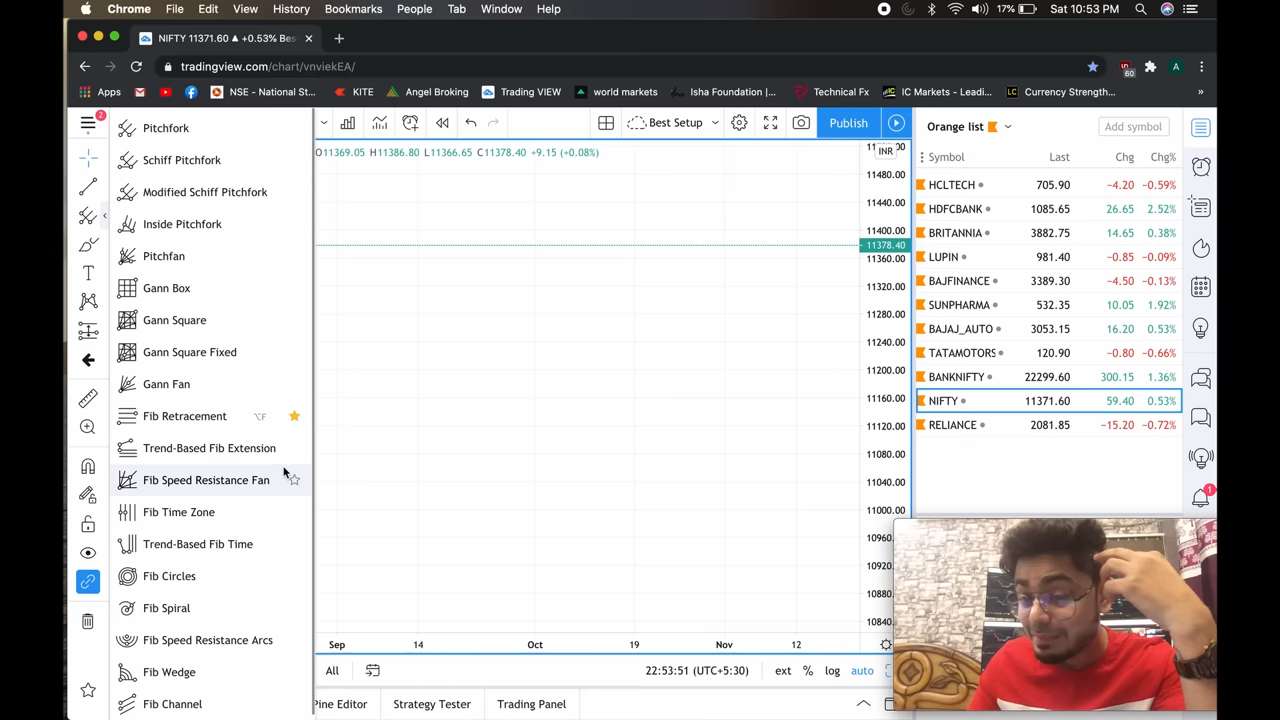 Chrome File Edit View History Bookmarks People Tab Window Help 17% Sat 10:53 PM
NIFTY 11371.60 ▲ +0.53% Bes
tradingview.com/chart/vnviekEA/ 60 A
Apps NSE - National St... KITE Angel Broking Trading VIEW world markets Isha Foundation |... Technical Fx IC Markets - Leadi... Currency Strength... »
2 Best Setup Publish
O11369.05 H11386.80 L11366.65 C11378.40 +9.15 (+0.08%)
Pitchfork
Schiff Pitchfork
Modified Schiff Pitchfork
Inside Pitchfork
Pitchfan
Gann Box
Gann Square
Gann Square Fixed
Gann Fan
Fib Retracement ⌥F
Trend-Based Fib Extension
Fib Speed Resistance Fan
Fib Time Zone
Trend-Based Fib Time
Fib Circles
Fib Spiral
Fib Speed Resistance Arcs
Fib Wedge
Fib Channel
INR
11480.00
11440.00
11400.00
11378.40
11360.00
11320.00
11280.00
11240.00
11200.00
11160.00
11120.00
11080.00
11040.00
11000.00
10960
10920
10880
10840
Sep 14 Oct 19 Nov 12
All 22:53:51 (UTC+5:30) ext % log auto
Pine Editor Strategy Tester Trading Panel
Orange list Add symbol
Symbol Last Chg Chg%
HCLTECH 705.90 −4.20 −0.59%
HDFCBANK 1085.65 26.65 2.52%
BRITANNIA 3882.75 14.65 0.38%
LUPIN 981.40 −0.85 −0.09%
BAJFINANCE 3389.30 −4.50 −0.13%
SUNPHARMA 532.35 10.05 1.92%
BAJAJ_AUTO 3053.15 16.20 0.53%
TATAMOTORS 120.90 −0.80 −0.66%
BANKNIFTY 22299.60 300.15 1.36%
NIFTY 11371.60 59.40 0.53%
RELIANCE 2081.85 −15.20 −0.72%
1